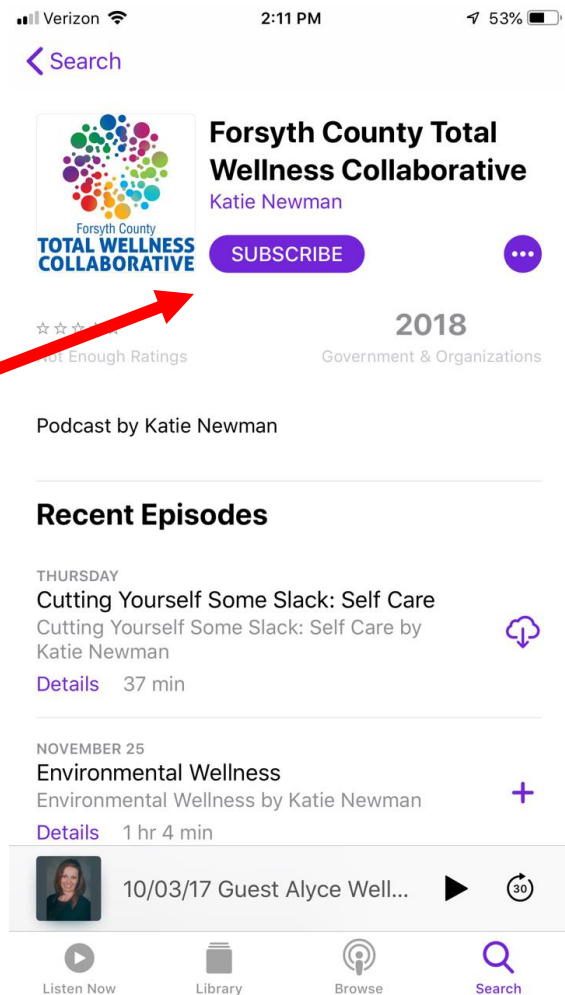 Verizon 2:11 PM 53%
Search
Forsyth County Total
Wellness Collaborative
Katie Newman
Forsyth County
TOTAL WELLNESS
COLLABORATIVE
SUBSCRIBE
2018
Not Enough Ratings Government & Organizations
Podcast by Katie Newman
Recent Episodes
THURSDAY
Cutting Yourself Some Slack: Self Care
Cutting Yourself Some Slack: Self Care by
Katie Newman
Details 37 min
NOVEMBER 25
Environmental Wellness
Environmental Wellness by Katie Newman
Details 1 hr 4 min
10/03/17 Guest Alyce Well... 30
Listen Now Library Browse Search